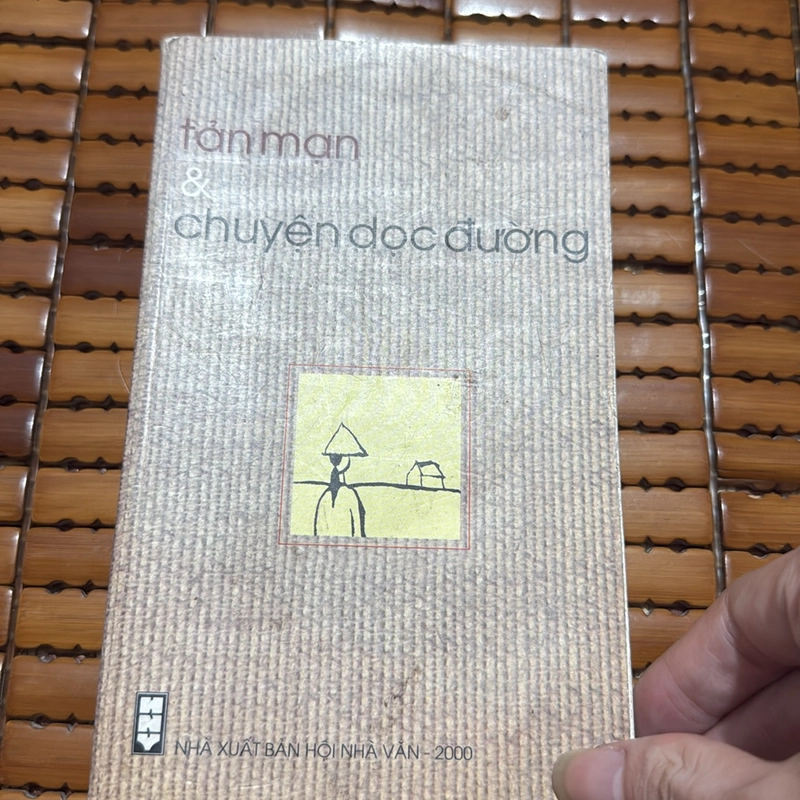 tản mạn
&
chuyện dọc đường
NHÀ XUẤT BẢN HỘI NHÀ VĂN - 2000